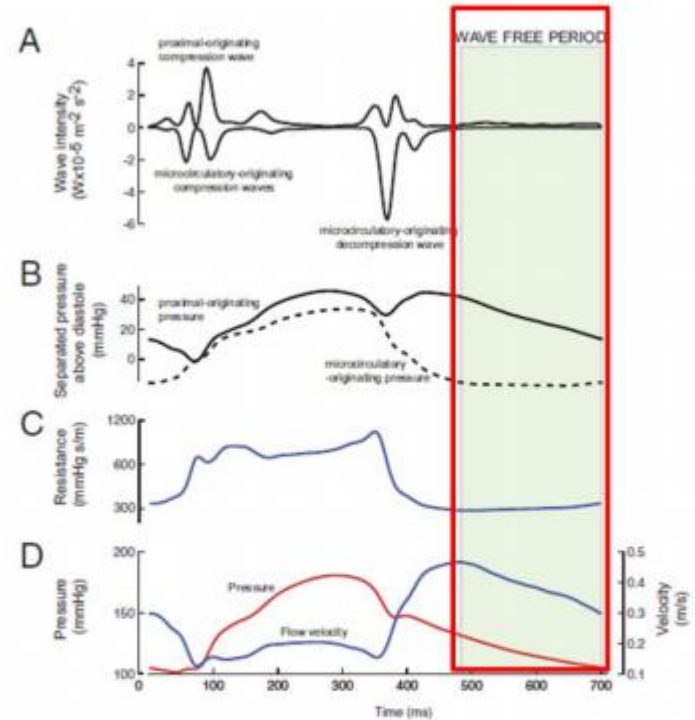 WAVE FREE PERIOD
A
proximal-originating
compression wave
4
2
0
-2
-4
-6
Wave intensity
(Wx10-5 m-2 s-2)
microcirculatory-originating
compression waves
microcirculatory-originating
decompression wave
B
40
20
0
Separated pressure
above diastole
(mmHg)
proximal-originating
pressure
microcirculatory
-originating pressure
C
1200
600
300
Resistance
(mmHg s/m)
D
200
150
100
Pressure
(mmHg)
Pressure
Flow velocity
0.5
0.4
0.3
0.2
0.1
Velocity
(m/s)
0 100 200 300 400 500 600 700
Time (ms)